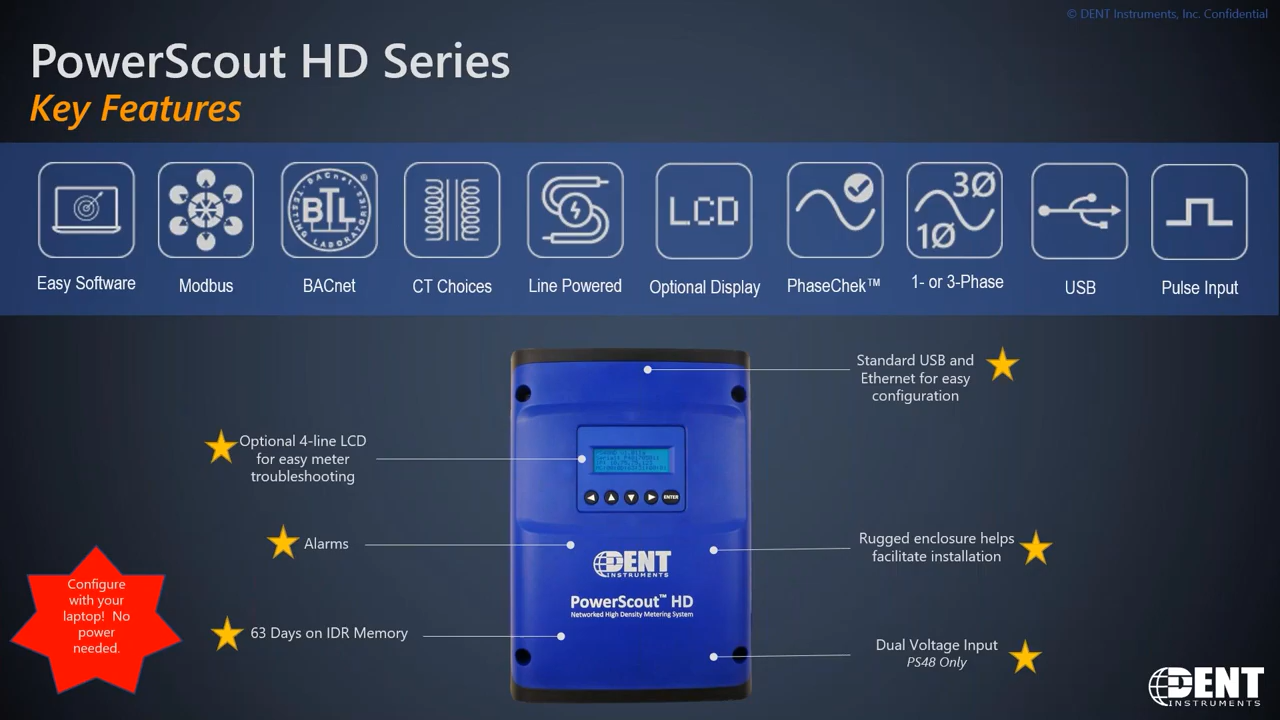 © DENT Instruments, Inc. Confidential
PowerScout HD Series
Key Features
BACnet TESTING LABORATORIES
BTL
®
LCD
3Ø
1Ø
Easy Software
Modbus
BACnet
CT Choices
Line Powered
Optional Display
PhaseChek™
1- or 3-Phase
USB
Pulse Input
Standard USB and
Ethernet for easy
configuration
Optional 4-line LCD
for easy meter
troubleshooting
ENTER
Alarms
Rugged enclosure helps
facilitate installation
DENT
INSTRUMENTS
PowerScout™ HD
Networked High Density Metering System
Configure
with your
laptop! No
power
needed.
63 Days on IDR Memory
Dual Voltage Input
PS48 Only
DENT
INSTRUMENTS